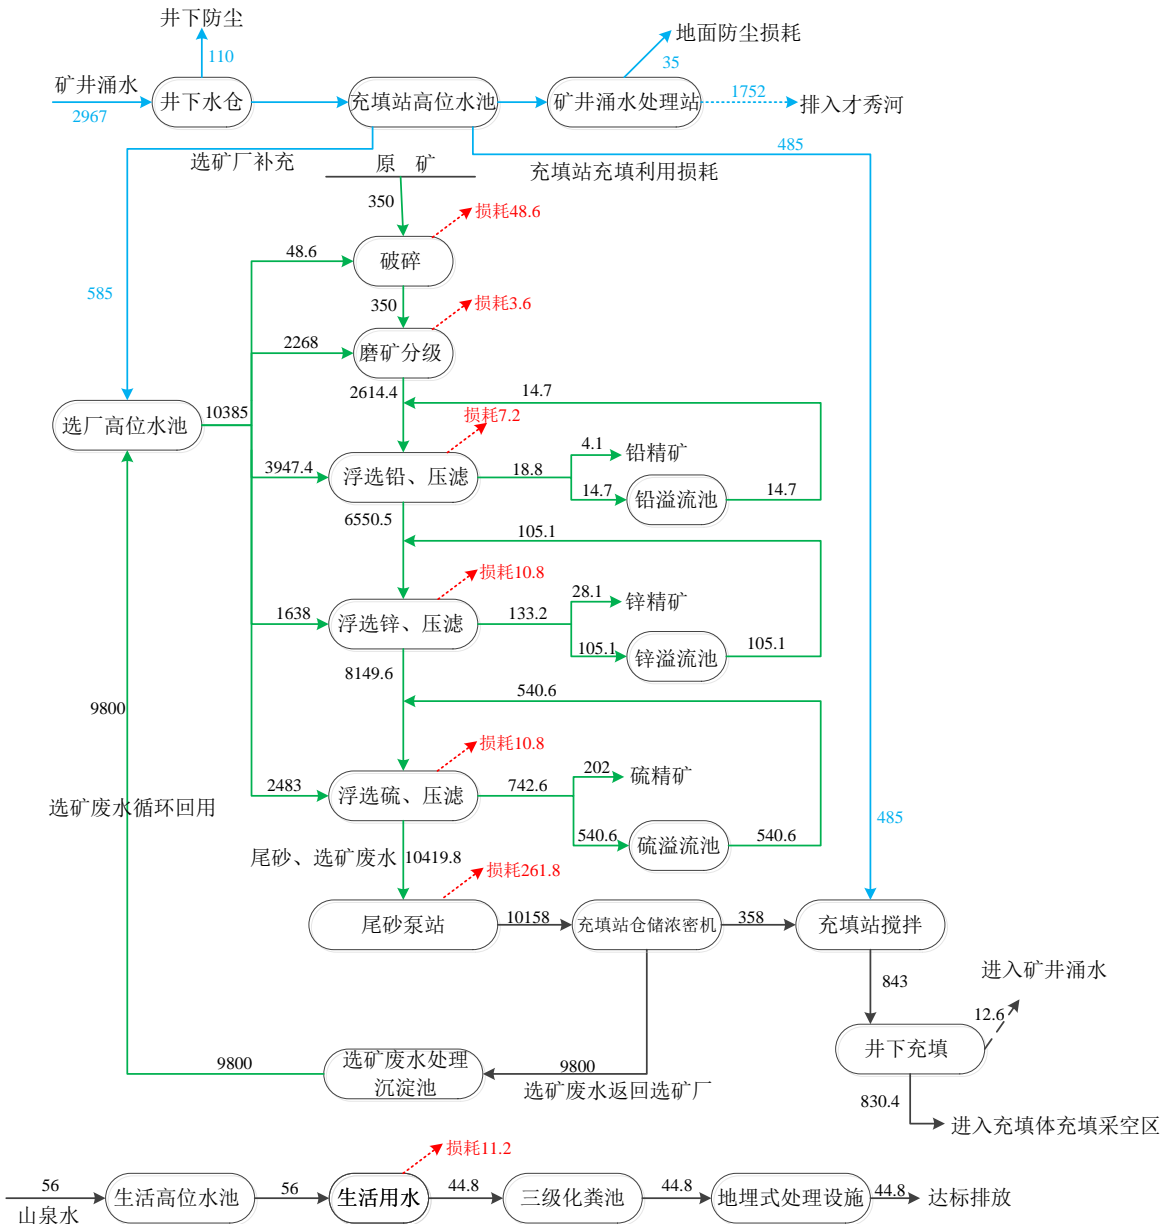 井下防尘
110
地面防尘损耗
35
矿井涌水
2967
井下水仓
充填站高位水池
矿井涌水处理站
1752
排入才秀河
选矿厂补充
原 矿
485
充填站充填利用损耗
350
损耗48.6
48.6
破碎
585
350
损耗3.6
2268
磨矿分级
2614.4
14.7
选厂高位水池
10385
损耗7.2
3947.4
浮选铅、压滤
18.8
4.1
铅精矿
14.7
铅溢流池
14.7
6550.5
105.1
损耗10.8
1638
浮选锌、压滤
133.2
28.1
锌精矿
105.1
锌溢流池
105.1
8149.6
540.6
9800
损耗10.8
2483
浮选硫、压滤
742.6
202
硫精矿
540.6
硫溢流池
540.6
选矿废水循环回用
485
尾砂、选矿废水
10419.8
损耗261.8
尾砂泵站
10158
充填站仓储浓密机
358
充填站搅拌
843
进入矿井涌水
12.6
井下充填
9800
选矿废水处理
沉淀池
9800
选矿废水返回选矿厂
830.4
进入充填体充填采空区
56
山泉水
生活高位水池
56
生活用水
损耗11.2
44.8
三级化粪池
44.8
地埋式处理设施
44.8
达标排放